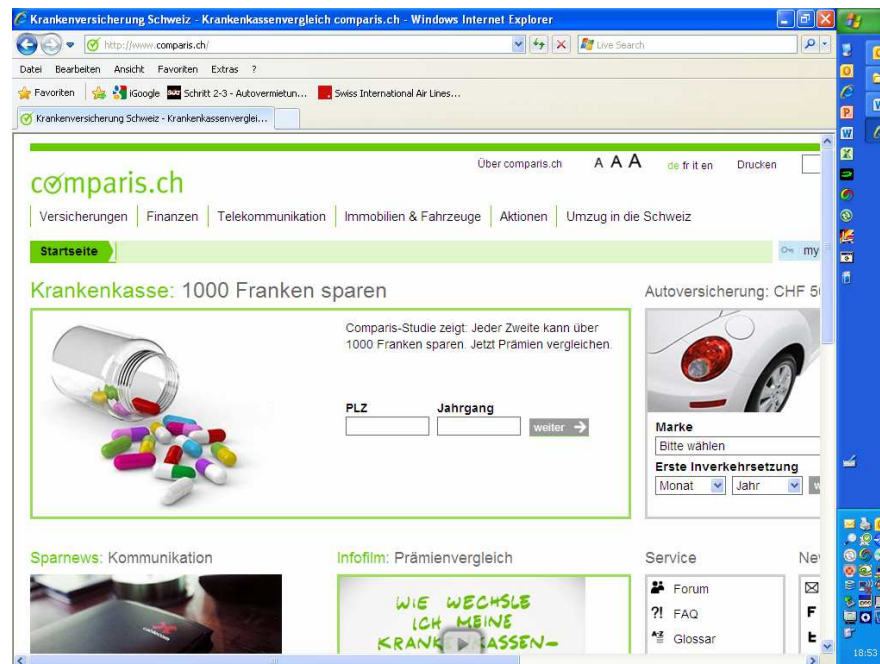 Krankenversicherung Schweiz - Krankenkassenvergleich comparis.ch - Windows Internet Explorer
http://www.comparis.ch/
Live Search
Datei Bearbeiten Ansicht Favoriten Extras ?
Favoriten iGoogle Schritt 2-3 - Autovermietun... Swiss International Air Lines...
Krankenversicherung Schweiz - Krankenkassenverglei...
Über comparis.ch A A A de fr it en Drucken
comparis.ch
Versicherungen Finanzen Telekommunikation Immobilien & Fahrzeuge Aktionen Umzug in die Schweiz
Startseite
my
Krankenkasse: 1000 Franken sparen
Comparis-Studie zeigt: Jeder Zweite kann über
1000 Franken sparen. Jetzt Prämien vergleichen.
PLZ Jahrgang
weiter
Autoversicherung: CHF 50
Marke
Bitte wählen
Erste Inverkehrsetzung
Monat Jahr w
Sparnews: Kommunikation
Infofilm: Prämienvergleich
WIE WECHSLE
ICH MEINE
KRANKENKASSEN-
Service
Forum
?! FAQ
Glossar
Ne
18:53